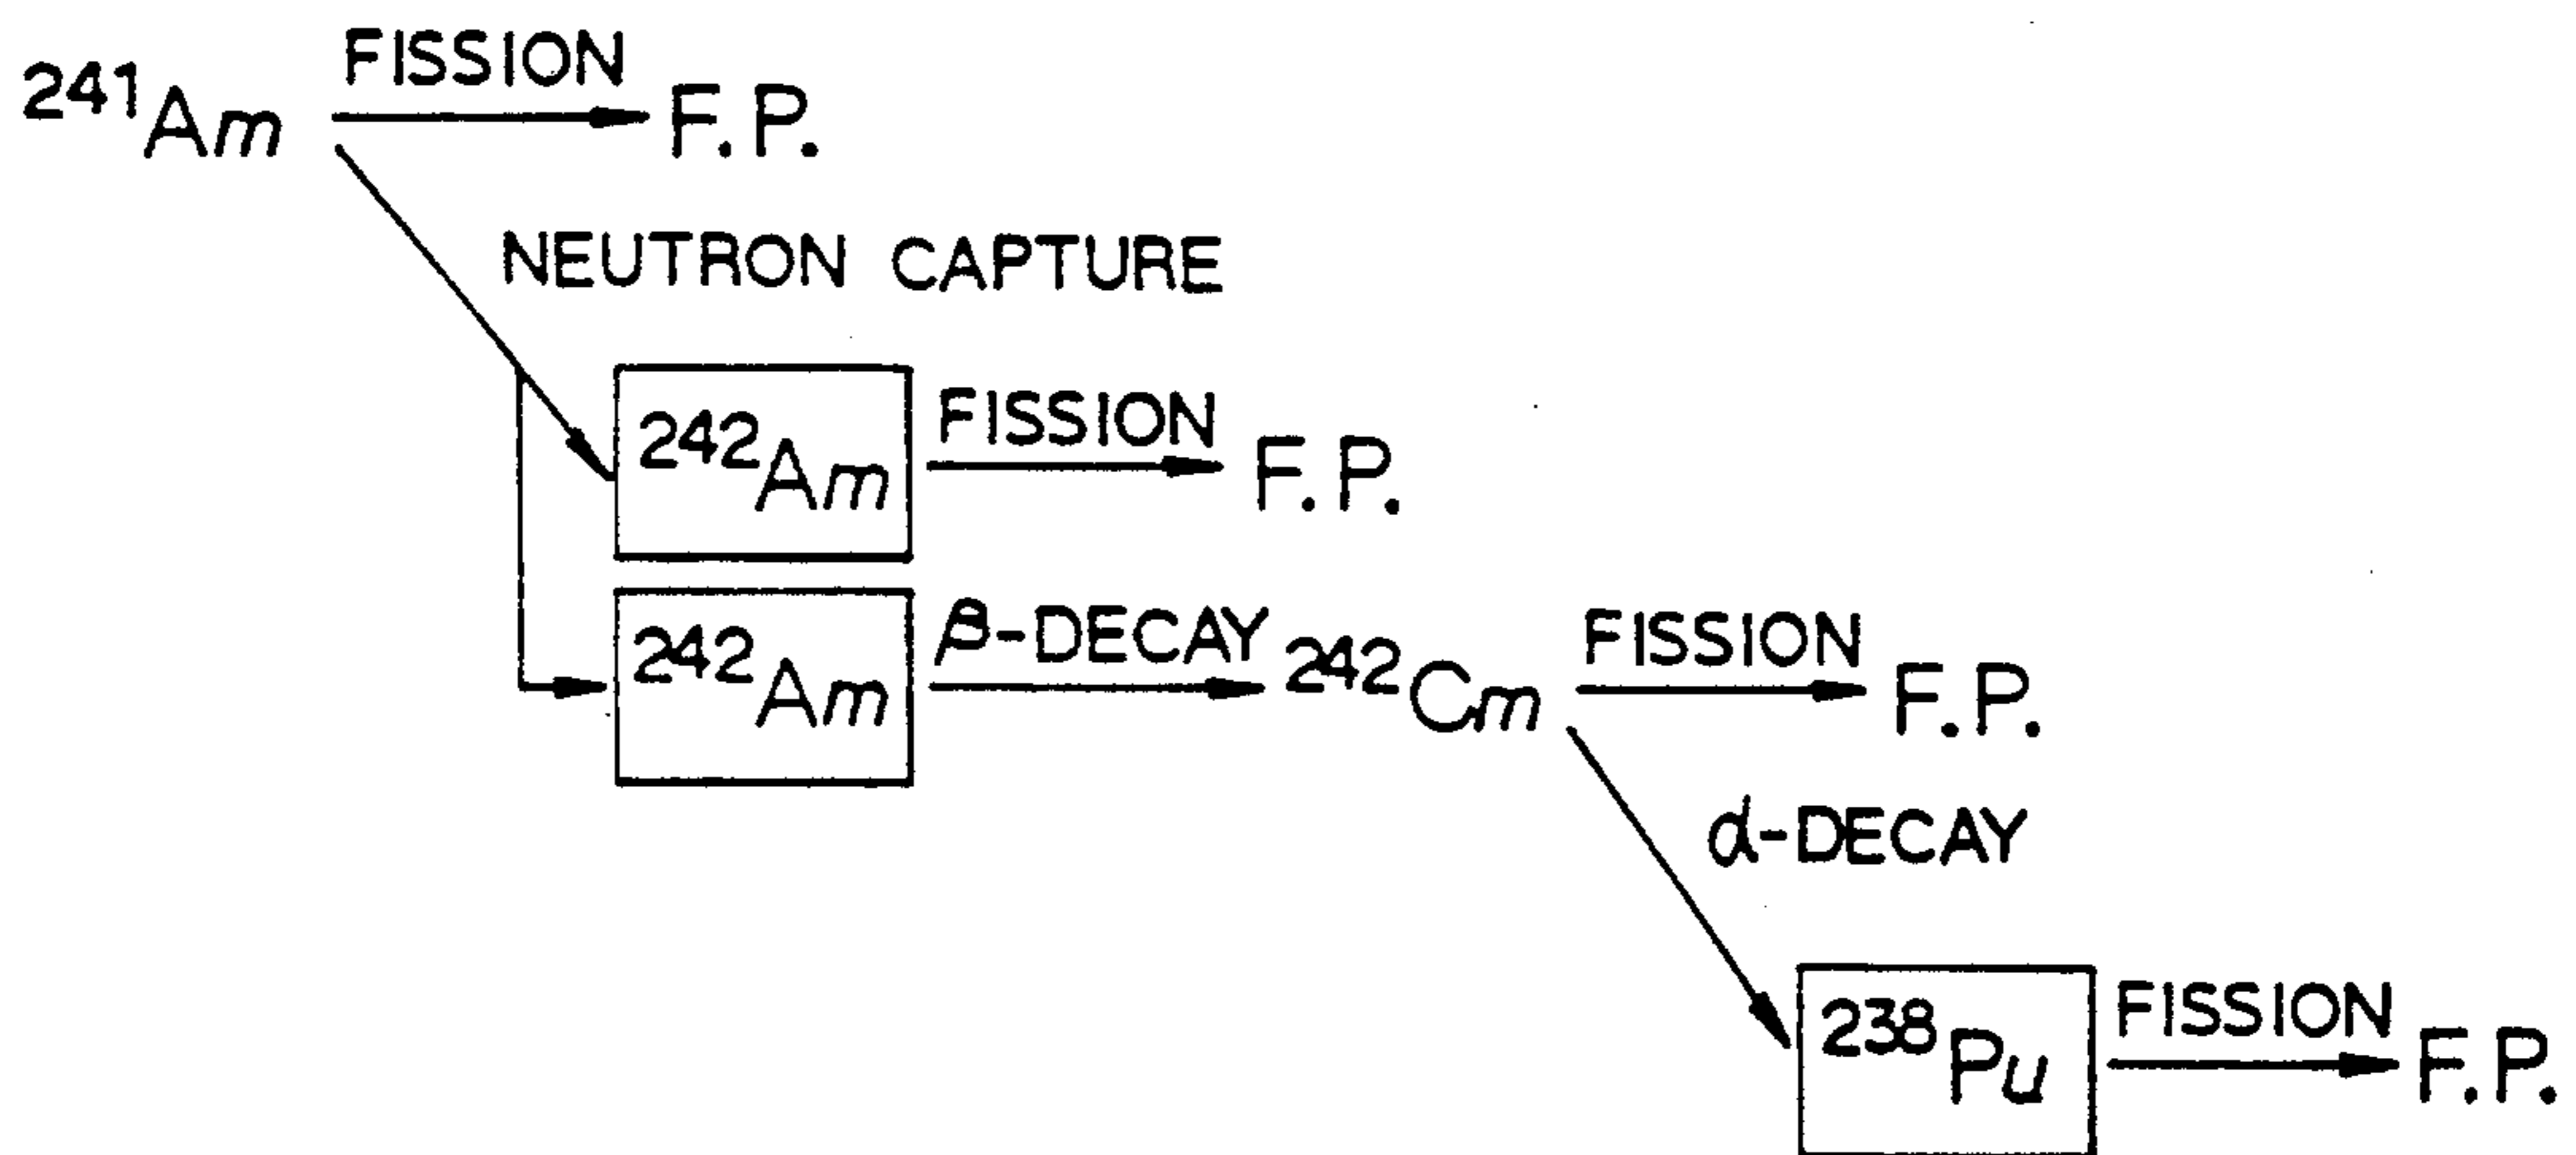 ²⁴¹Am FISSION F.P.
NEUTRON CAPTURE
²⁴²Am FISSION F.P.
²⁴²Am β-DECAY ²⁴²Cm FISSION F.P.
α-DECAY
²³⁸Pu FISSION F.P.